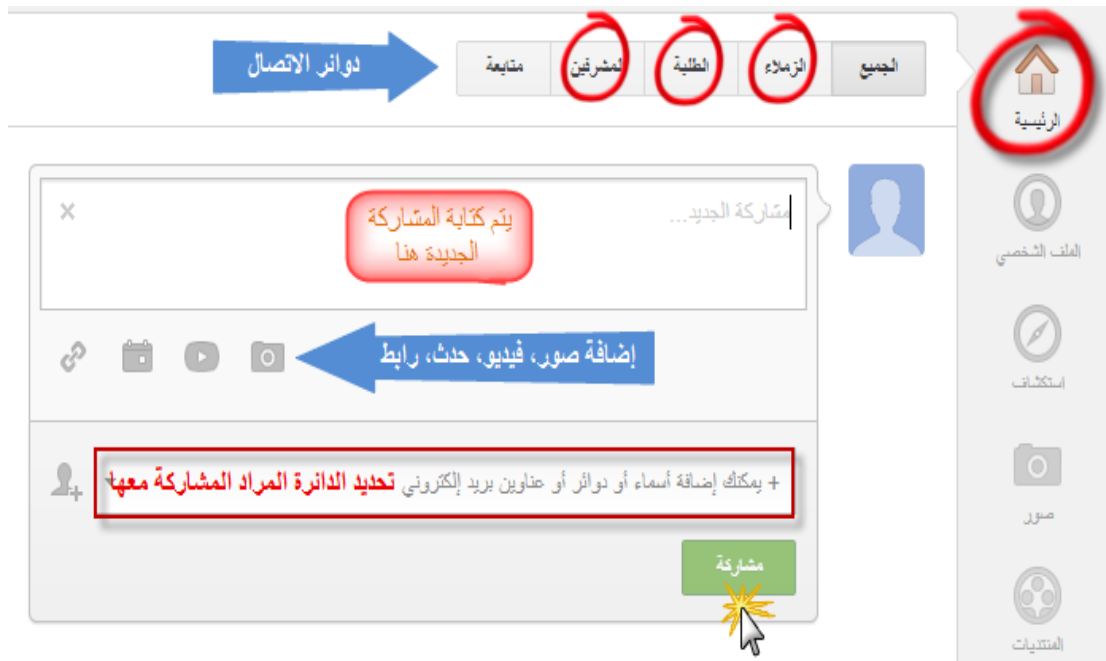 الرئيسية
الجميع
الزملاء
الطلبة
المشرفين
متابعة
دوائر الاتصال
الملف الشخصي
إستكشاف
صور
المنتديات
مشاركة الجديد...
يتم كتابة المشاركة
الجديدة هنا
إضافة صور، فيديو، حدث، رابط
+ يمكنك إضافة أسماء أو دوائر أو عناوين بريد إلكتروني تحديد الدائرة المراد المشاركة معها
مشاركة